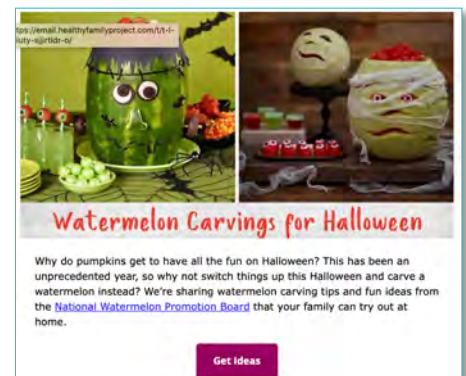 Watermelon Carvings for Halloween
Why do pumpkins get to have all the fun on Halloween? This has been an
unprecedented year, so why not switch things up this Halloween and carve a
watermelon instead? We're sharing watermelon carving tips and fun ideas from
the National Watermelon Promotion Board that your family can try out at
home.
Get Ideas